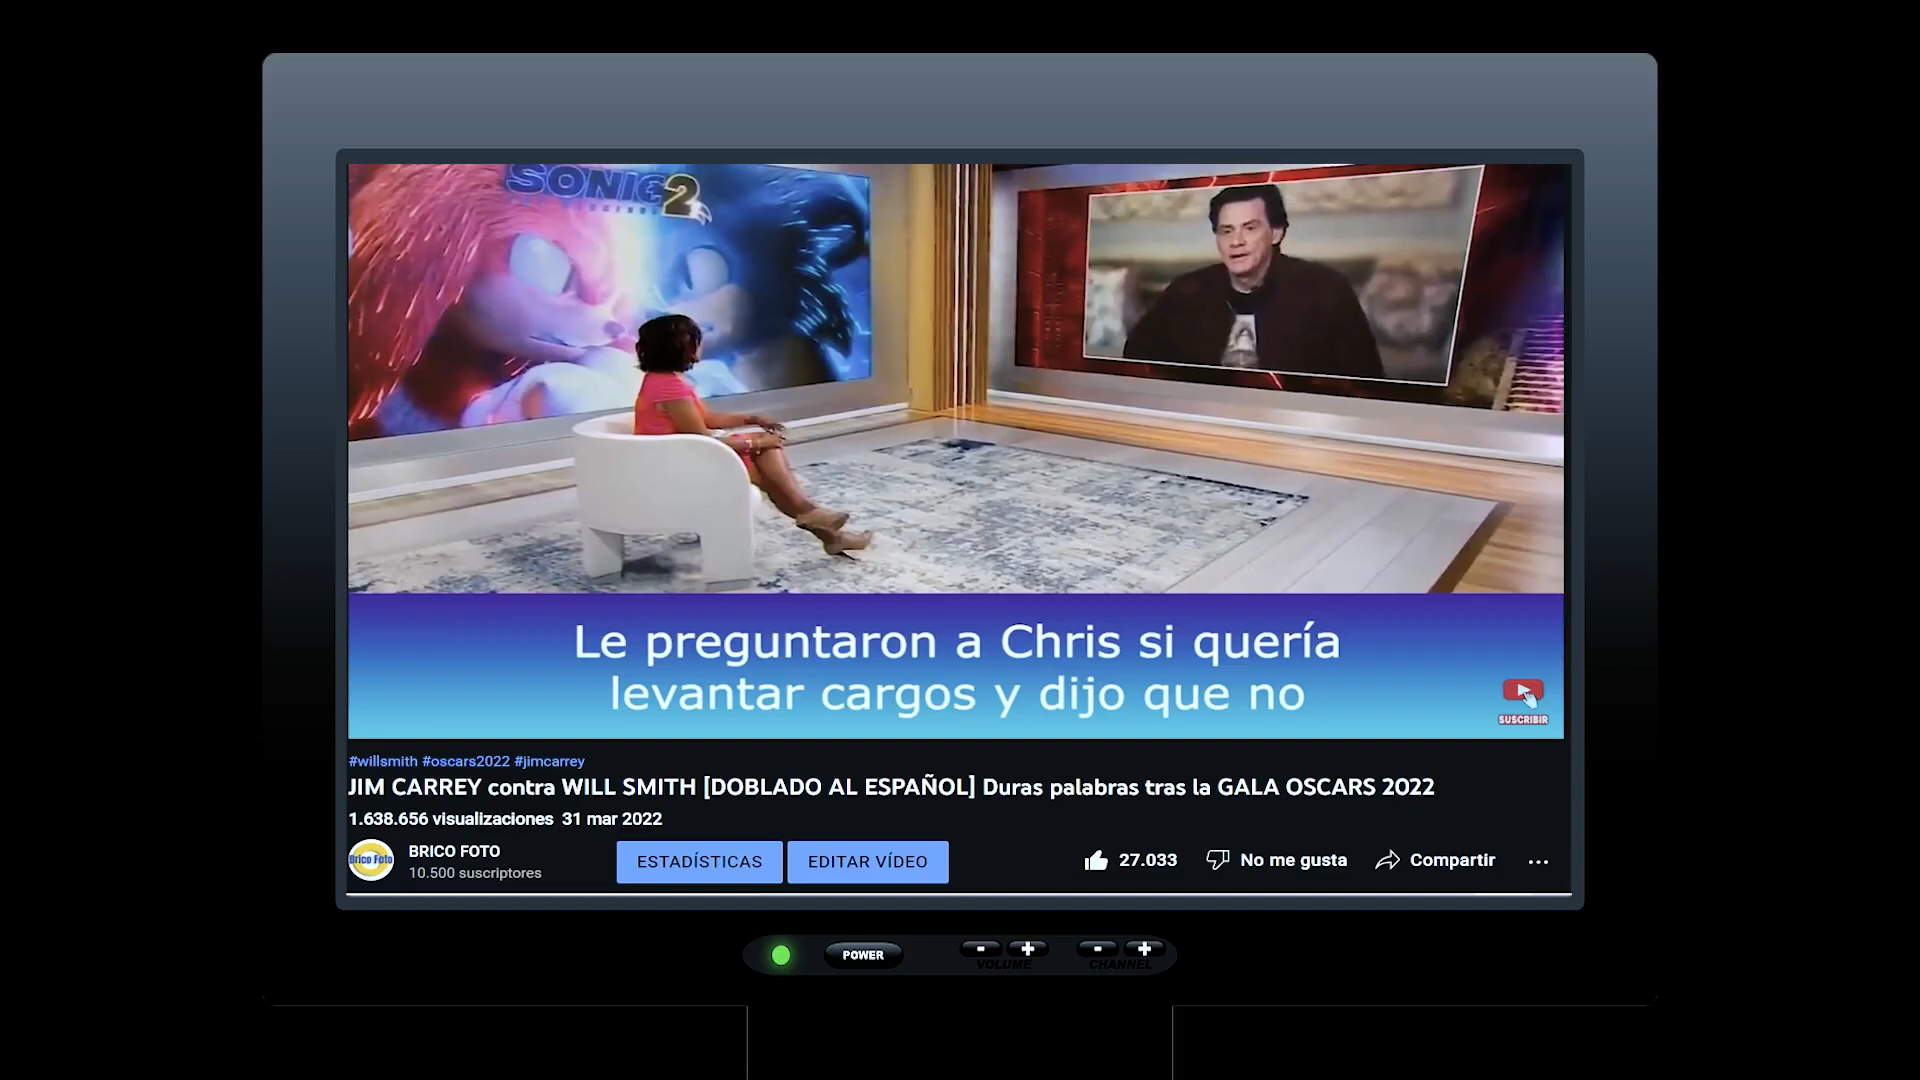 SONIC 2
Le preguntaron a Chris si quería
levantar cargos y dijo que no
SUSCRIBIR
#willsmith #oscars2022 #jimcarrey
JIM CARREY contra WILL SMITH [DOBLADO AL ESPAÑOL] Duras palabras tras la GALA OSCARS 2022
1.638.656 visualizaciones 31 mar 2022
Brico Foto
BRICO FOTO
10.500 suscriptores
ESTADÍSTICAS
EDITAR VÍDEO
27.033
No me gusta
Compartir
POWER
- +
VOLUME
- +
CHANNEL